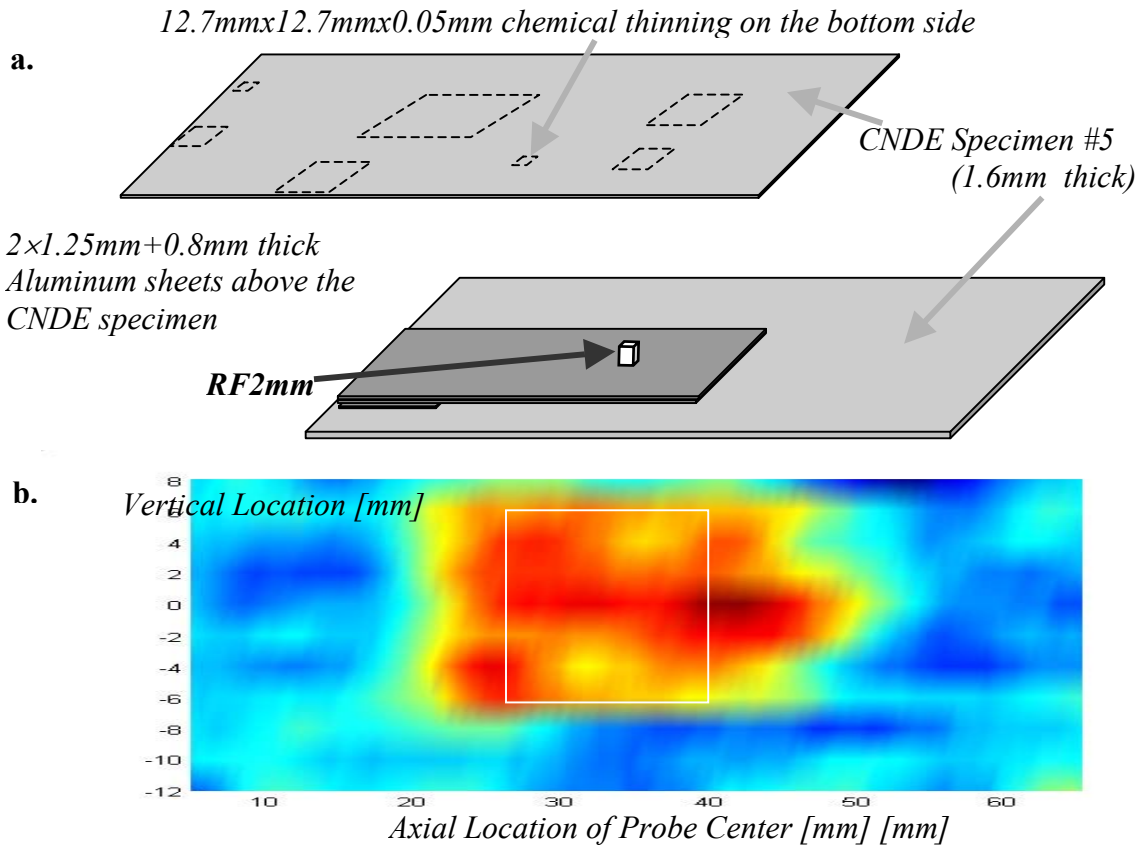 12.7mmx12.7mmx0.05mm chemical thinning on the bottom side
a.
CNDE Specimen #5
(1.6mm thick)
2×1.25mm+0.8mm thick
Aluminum sheets above the
CNDE specimen
RF2mm
b.
Vertical Location [mm]
8
6
4
2
0
-2
-4
-6
-8
-10
-12
10 20 30 40 50 60
Axial Location of Probe Center [mm] [mm]